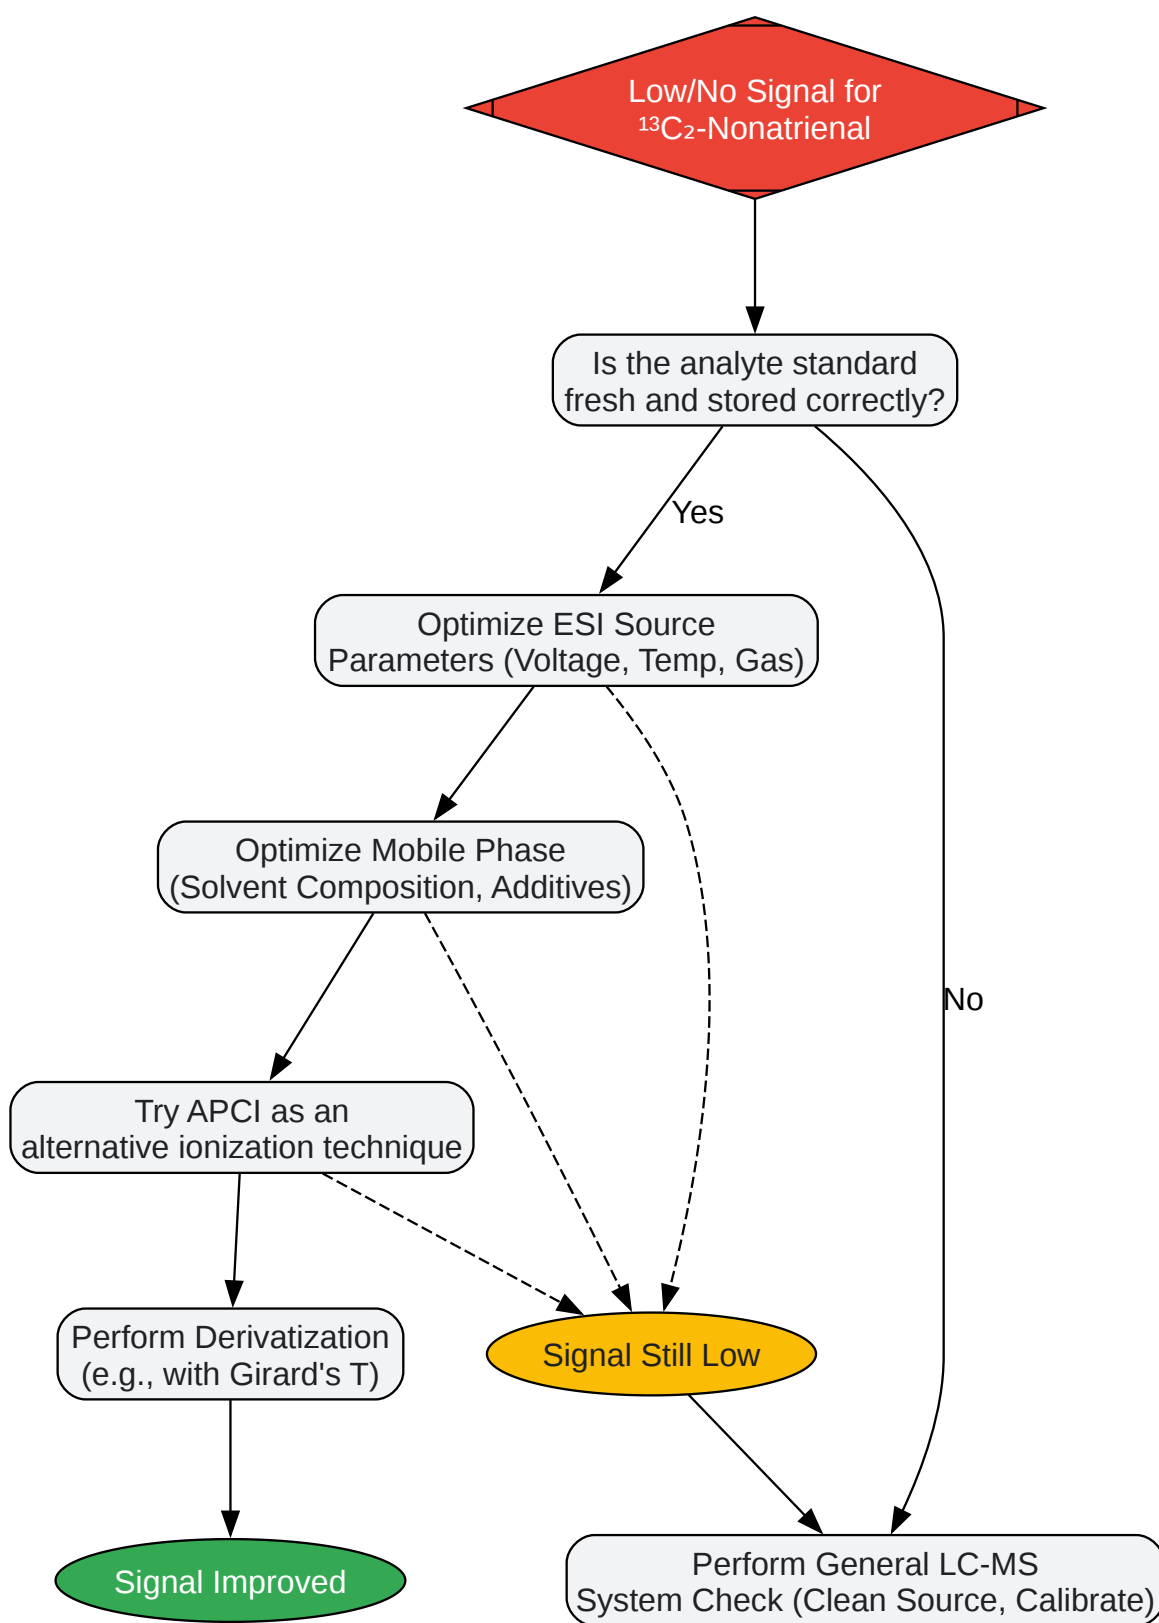 Low/No Signal for
¹³C₂-Nonatrienal
Is the analyte standard
fresh and stored correctly?
Yes
Optimize ESI Source
Parameters (Voltage, Temp, Gas)
Optimize Mobile Phase
(Solvent Composition, Additives)
No
Try APCI as an
alternative ionization technique
Perform Derivatization
(e.g., with Girard's T)
Signal Still Low
Signal Improved
Perform General LC-MS
System Check (Clean Source, Calibrate)